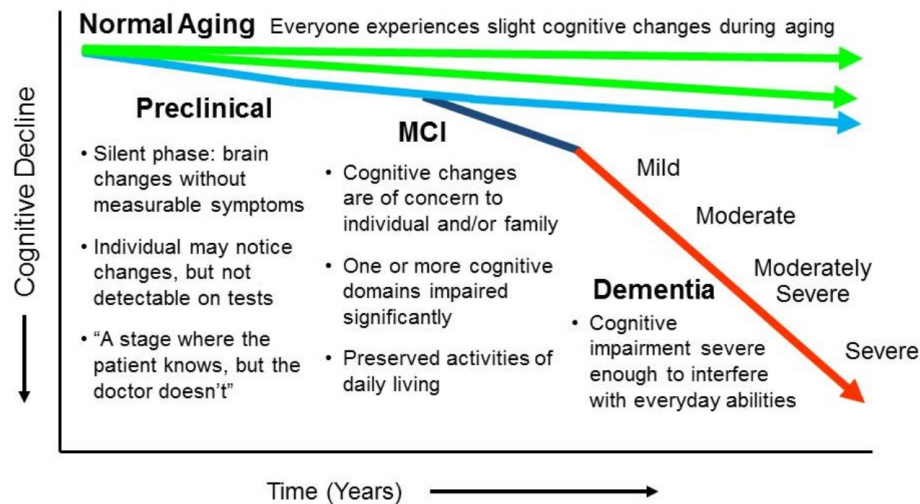 Normal Aging Everyone experiences slight cognitive changes during aging
Cognitive Decline
Preclinical
• Silent phase: brain
changes without
measurable symptoms
• Individual may notice
changes, but not
detectable on tests
• “A stage where the
patient knows, but the
doctor doesn’t”
MCI
• Cognitive changes
are of concern to
individual and/or family
• One or more cognitive
domains impaired
significantly
• Preserved activities of
daily living
Mild
Moderate
Moderately
Severe
Severe
Dementia
• Cognitive
impairment severe
enough to interfere
with everyday abilities
Time (Years)